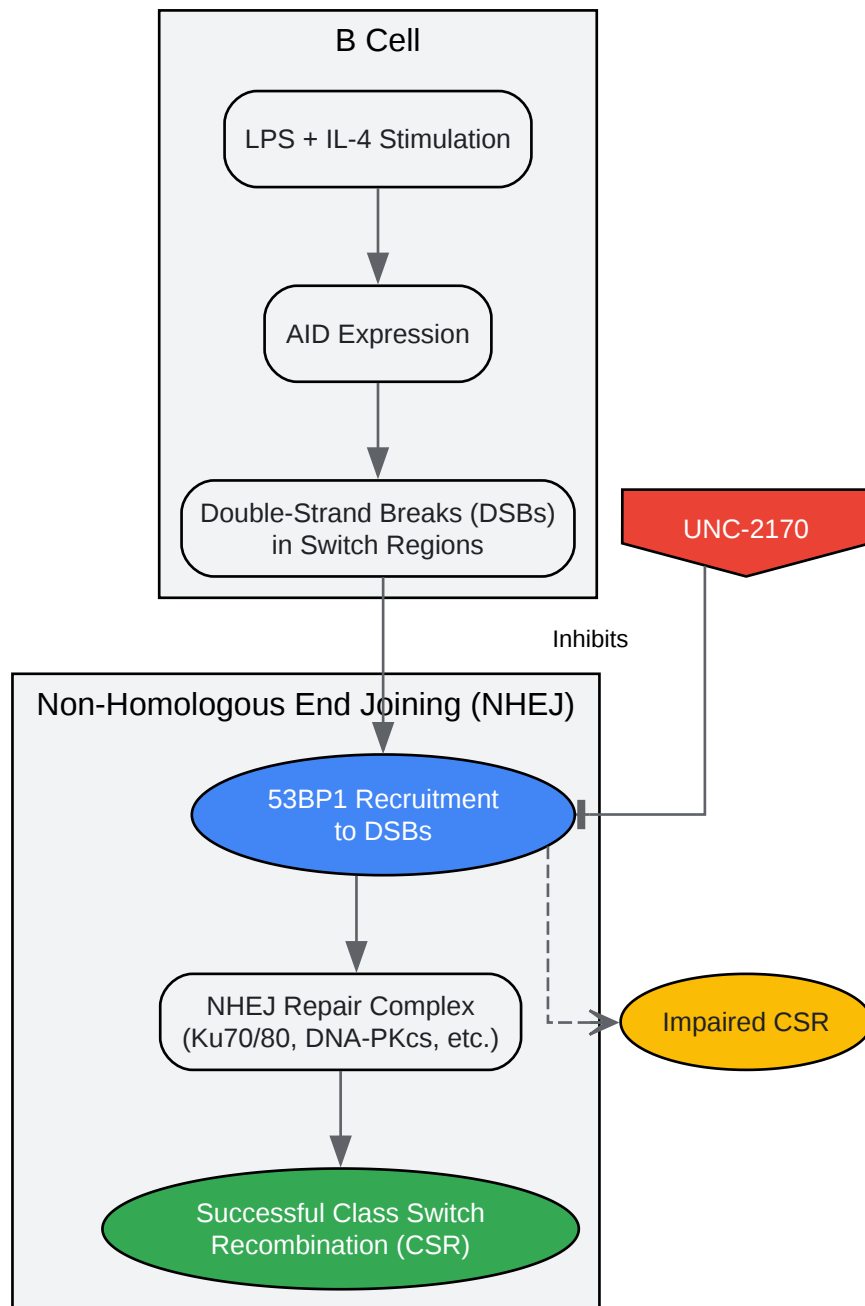 B Cell
LPS + IL-4 Stimulation
AID Expression
Double-Strand Breaks (DSBs)
in Switch Regions
UNC-2170
Inhibits
Non-Homologous End Joining (NHEJ)
53BP1 Recruitment
to DSBs
NHEJ Repair Complex
(Ku70/80, DNA-PKcs, etc.)
Impaired CSR
Successful Class Switch
Recombination (CSR)